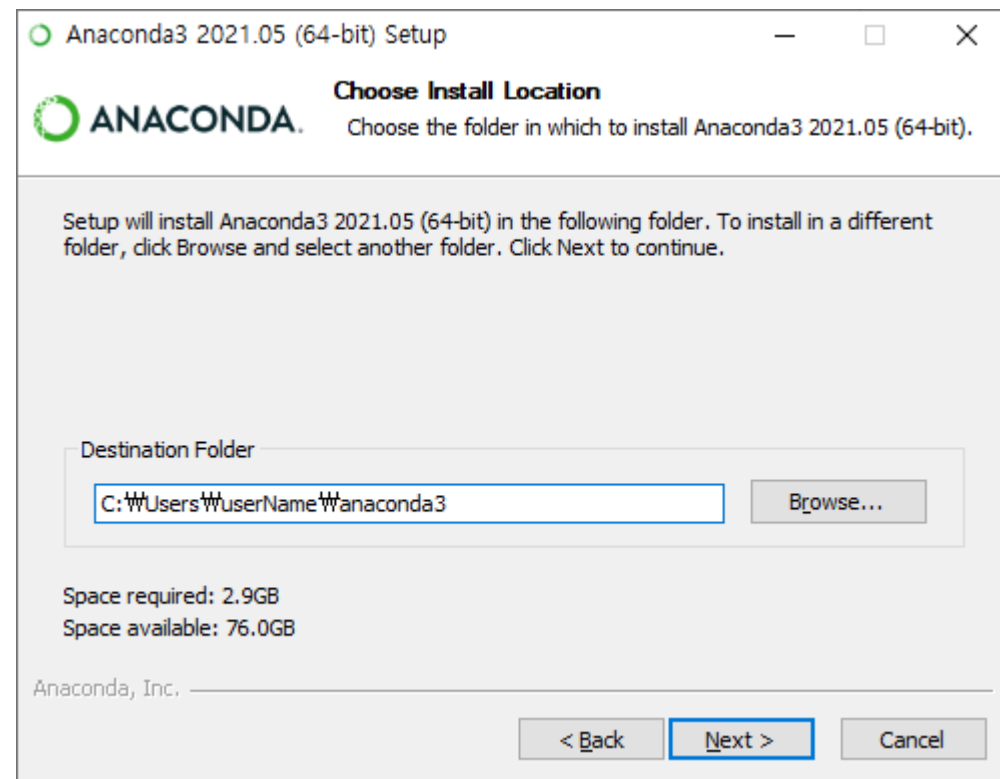 Anaconda3 2021.05 (64-bit) Setup
ANACONDA.
Choose Install Location
Choose the folder in which to install Anaconda3 2021.05 (64-bit).
Setup will install Anaconda3 2021.05 (64-bit) in the following folder. To install in a different
folder, click Browse and select another folder. Click Next to continue.
Destination Folder
C:₩Users₩userName₩anaconda3
Browse...
Space required: 2.9GB
Space available: 76.0GB
Anaconda, Inc.
< Back
Next >
Cancel